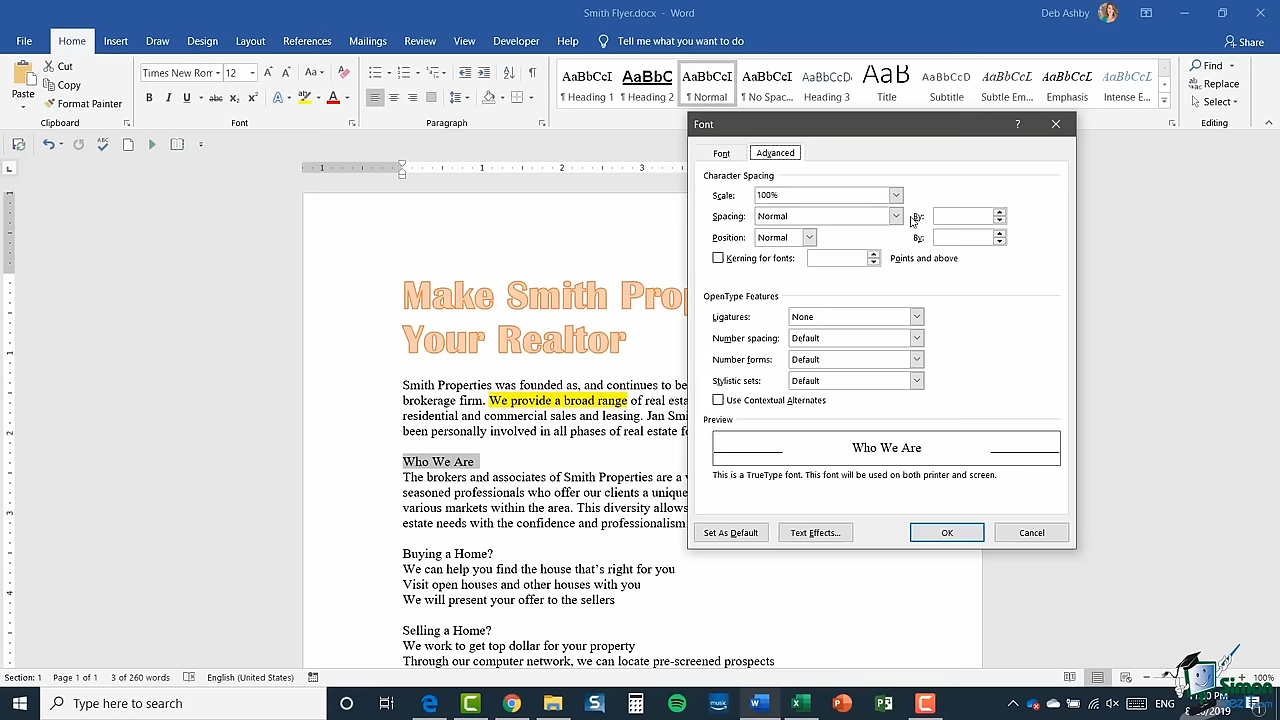 Smith Flyer.docx - Word
Deb Ashby
File Home Insert Draw Design Layout References Mailings Review View Developer Help Tell me what you want to do Share
Paste
Cut
Copy
Format Painter
Clipboard
Times New Rom 12
Aa
B I U abc X₂ X² A A
Font
Paragraph
AaBbCcI AaBbC AaBbCcI AaBbCcI AaBbCcD AaB AaBbCcD AaBbCcI AaBbCcI AaBbCcI
¶ Heading 1 ¶ Heading 2 ¶ Normal ¶ No Spac... Heading 3 Title Subtitle Subtle Em... Emphasis Intense E...
Find
Replace
Select
Editing
1 1 2 3
Make Smith Prop
Your Realtor
Smith Properties was founded as, and continues to be
brokerage firm. We provide a broad range of real esta
residential and commercial sales and leasing. Jan Smi
been personally involved in all phases of real estate fo
Who We Are
The brokers and associates of Smith Properties are a v
seasoned professionals who offer our clients a unique
various markets within the area. This diversity allows
estate needs with the confidence and professionalism
Buying a Home?
We can help you find the house that's right for you
Visit open houses and other houses with you
We will present your offer to the sellers
Selling a Home?
We work to get top dollar for your property
Through our computer network, we can locate pre-screened prospects
Font
? ×
Font Advanced
Character Spacing
Scale: 100%
Spacing: Normal By:
Position: Normal By:
Kerning for fonts: Points and above
OpenType Features
Ligatures: None
Number spacing: Default
Number forms: Default
Stylistic sets: Default
Use Contextual Alternates
Preview
Who We Are
This is a TrueType font. This font will be used on both printer and screen.
Set As Default Text Effects... OK Cancel
Section: 1 Page 1 of 1 3 of 260 words English (United States) 100%
Type here to search
music
ENG
Simon